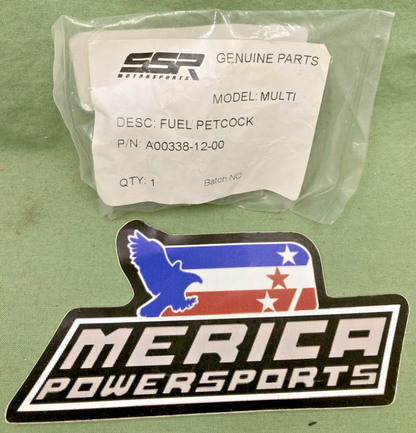 SSR GENUINE PARTS
MOTORSPORTS
MODEL: MULTI
DESC: FUEL PETCOCK
P/N: A00338-12-00
QTY: 1 Batch NO
MERICA
POWERSPORTS